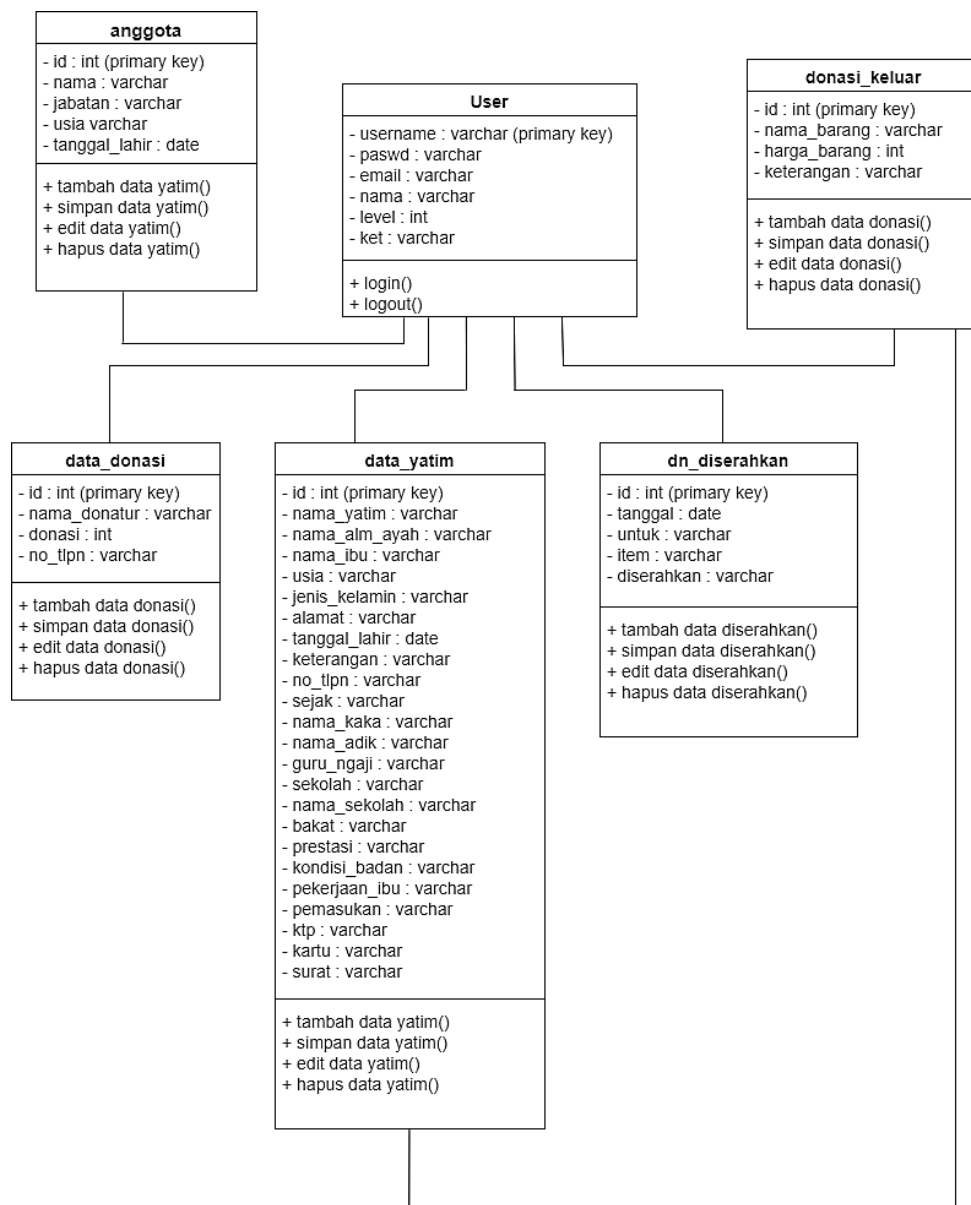 anggota
- id : int (primary key)
- nama : varchar
- jabatan : varchar
- usia varchar
- tanggal_lahir : date
+ tambah data yatim()
+ simpan data yatim()
+ edit data yatim()
+ hapus data yatim()
User
- username : varchar (primary key)
- paswd : varchar
- email : varchar
- nama : varchar
- level : int
- ket : varchar
+ login()
+ logout()
donasi_keluar
- id : int (primary key)
- nama_barang : varchar
- harga_barang : int
- keterangan : varchar
+ tambah data donasi()
+ simpan data donasi()
+ edit data donasi()
+ hapus data donasi()
data_donasi
- id : int (primary key)
- nama_donatur : varchar
- donasi : int
- no_tlpn : varchar
+ tambah data donasi()
+ simpan data donasi()
+ edit data donasi()
+ hapus data donasi()
data_yatim
- id : int (primary key)
- nama_yatim : varchar
- nama_alm_ayah : varchar
- nama_ibu : varchar
- usia : varchar
- jenis_kelamin : varchar
- alamat : varchar
- tanggal_lahir : date
- keterangan : varchar
- no_tlpn : varchar
- sejak : varchar
- nama_kaka : varchar
- nama_adik : varchar
- guru_ngaji : varchar
- sekolah : varchar
- nama_sekolah : varchar
- bakat : varchar
- prestasi : varchar
- kondisi_badan : varchar
- pekerjaan_ibu : varchar
- pemasukan : varchar
- ktp : varchar
- kartu : varchar
- surat : varchar
+ tambah data yatim()
+ simpan data yatim()
+ edit data yatim()
+ hapus data yatim()
dn_diserahkan
- id : int (primary key)
- tanggal : date
- untuk : varchar
- item : varchar
- diserahkan : varchar
+ tambah data diserahkan()
+ simpan data diserahkan()
+ edit data diserahkan()
+ hapus data diserahkan()